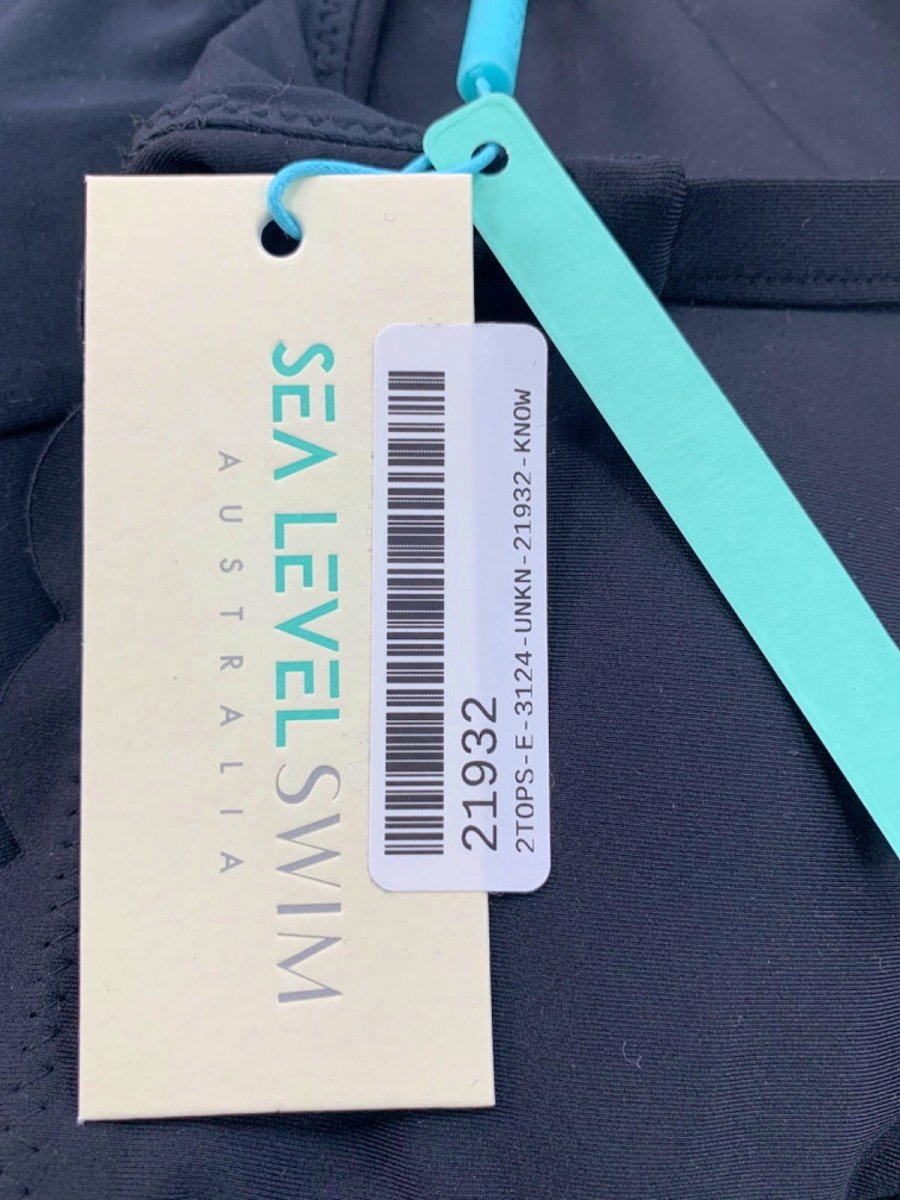 SEA LEVEL SWIM
AUSTRALIA
21932
2TOPS-E-3124-UNKN-21932-KNOW